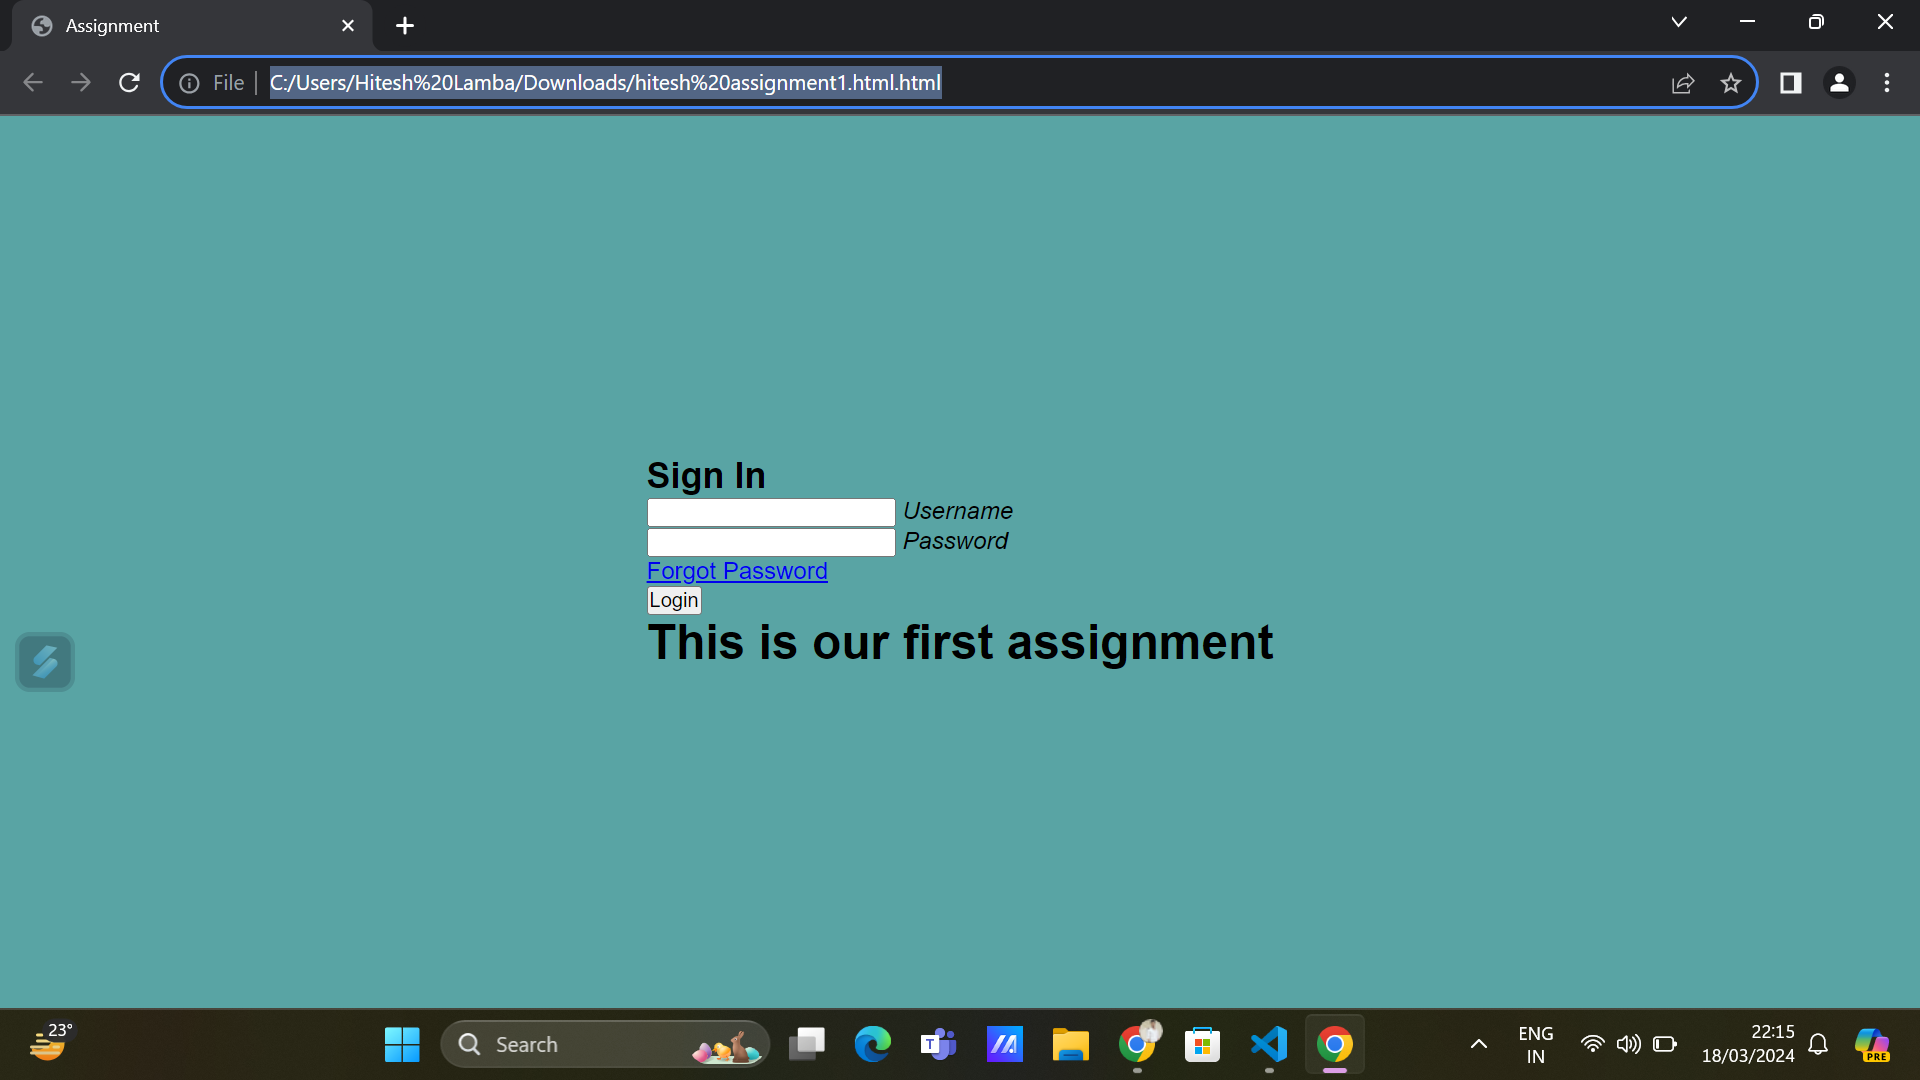 Assignment
File
C:/Users/Hitesh%20Lamba/Downloads/hitesh%20assignment1.html.html
Sign In
Username
Password
Forgot Password
Login
This is our first assignment
23°
Search
T
ENG
IN
22:15
18/03/2024
PRE